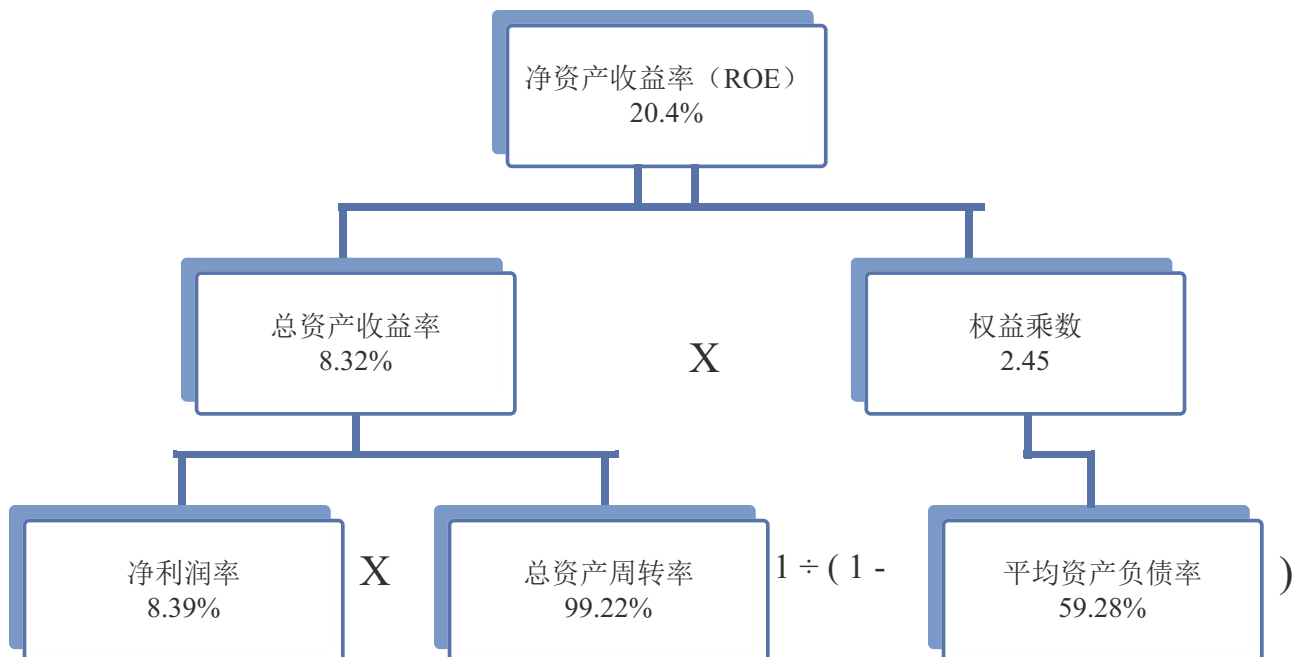 净资产收益率（ROE）
20.4%
总资产收益率
8.32%
X
权益乘数
2.45
净利润率
8.39%
X
总资产周转率
99.22%
1 ÷ ( 1 -
平均资产负债率
59.28%
)